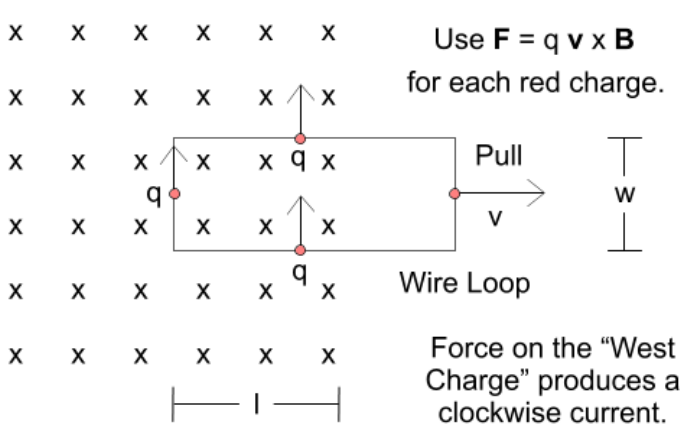 x x x x x x
Use F = q v x B
x x x x x x
for each red charge.
x x x x q x
Pull
q
w
v
x x x x x x
q
x x x x x x
Wire Loop
x x x x x x
Force on the “West
Charge” produces a
clockwise current.
l